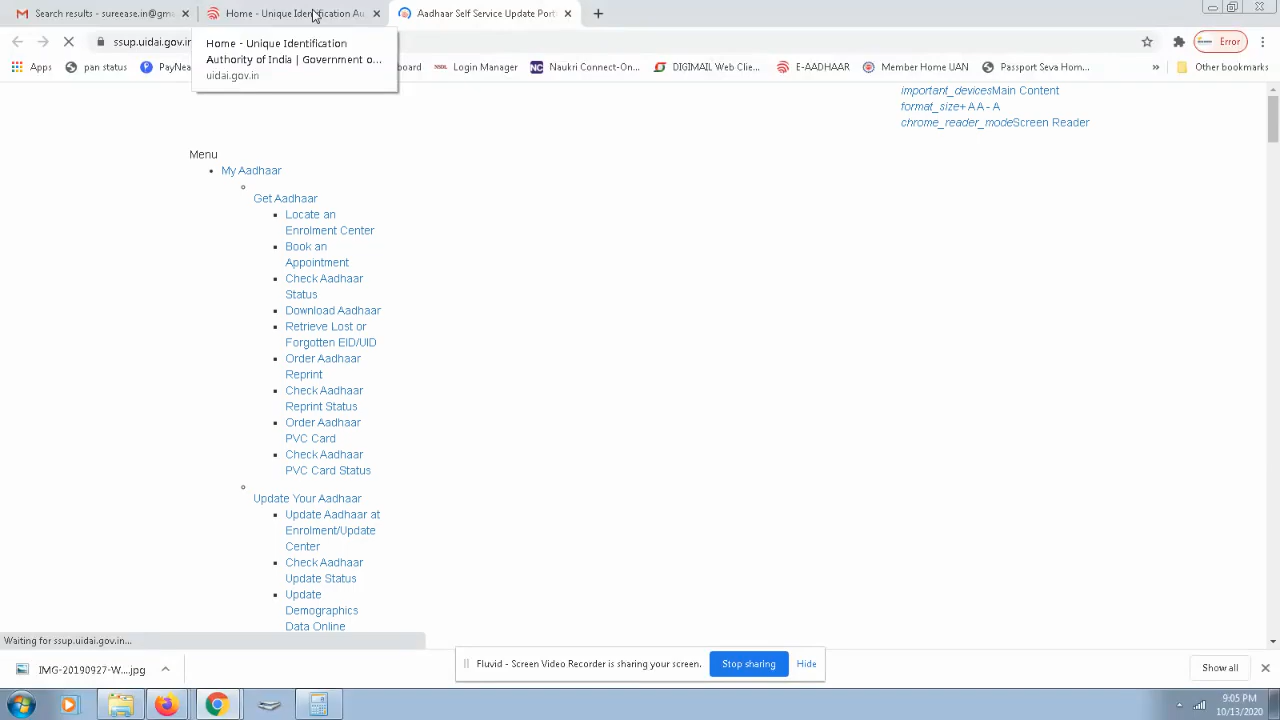 Search results - surease.in@gm
Home - Unique Identification Au
Aadhaar Self Service Update Port
ssup.uidai.gov.in
Error
Home - Unique Identification
Authority of India | Government o...
uidai.gov.in
Apps
pan status
PayNea
board
Login Manager
Naukri Connect-On...
DIGIMAIL Web Clie...
E-AADHAAR
Member Home UAN
Passport Seva Hom...
»
Other bookmarks
important_devicesMain Content
format_size+ A A - A
chrome_reader_modeScreen Reader
Menu
My Aadhaar
Get Aadhaar
Locate an
Enrolment Center
Book an
Appointment
Check Aadhaar
Status
Download Aadhaar
Retrieve Lost or
Forgotten EID/UID
Order Aadhaar
Reprint
Check Aadhaar
Reprint Status
Order Aadhaar
PVC Card
Check Aadhaar
PVC Card Status
Update Your Aadhaar
Update Aadhaar at
Enrolment/Update
Center
Check Aadhaar
Update Status
Update
Demographics
Data Online
Waiting for ssup.uidai.gov.in...
Fluvid - Screen Video Recorder is sharing your screen.
Stop sharing
Hide
IMG-20190927-W....jpg
Show all
9:05 PM
10/13/2020